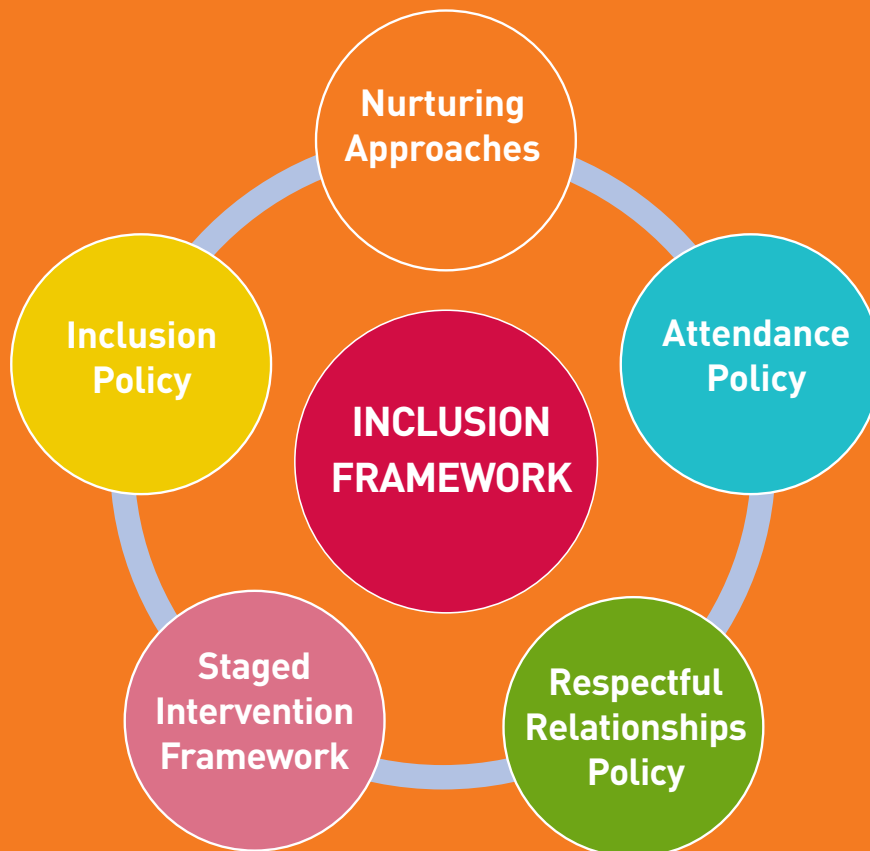 Nurturing
Approaches
Inclusion
Policy
Attendance
Policy
INCLUSION
FRAMEWORK
Staged
Intervention
Framework
Respectful
Relationships
Policy